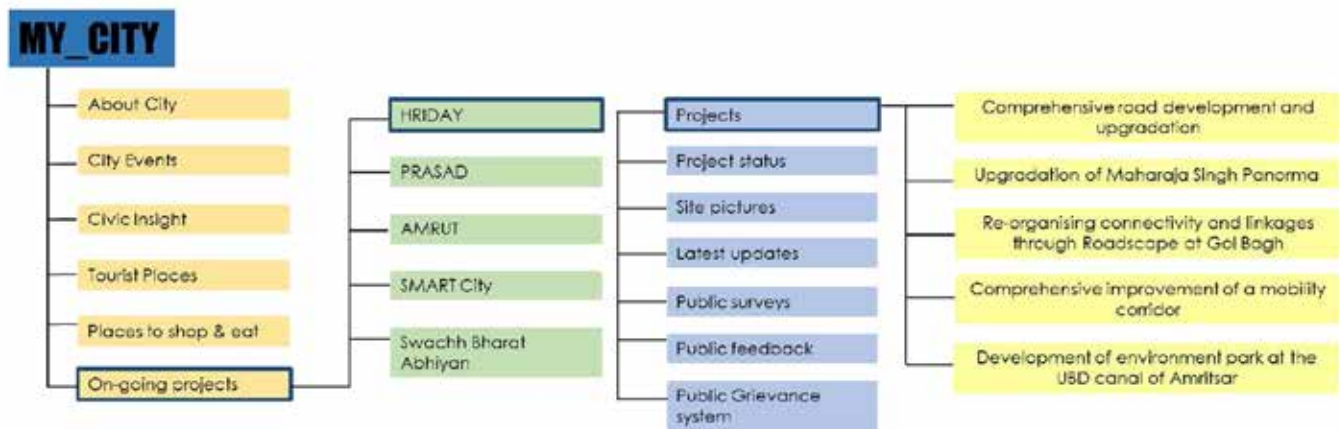 MY_CITY
About City
City Events
Civic Insight
Tourist Places
Places to shop & eat
On-going projects
HRIDAY
PRASAD
AMRUT
SMART City
Swachh Bharat
Abhiyan
Projects
Project status
Site pictures
Latest updates
Public surveys
Public feedback
Public Grievance
system
Comprehensive road development and
upgradation
Upgradation of Maharaja Singh Panorma
Re-organising connectivity and linkages
through Roadscape at Gol Bagh
Comprehensive improvement of a mobility
corridor
Development of environment park at the
UBD canal of Amritsar